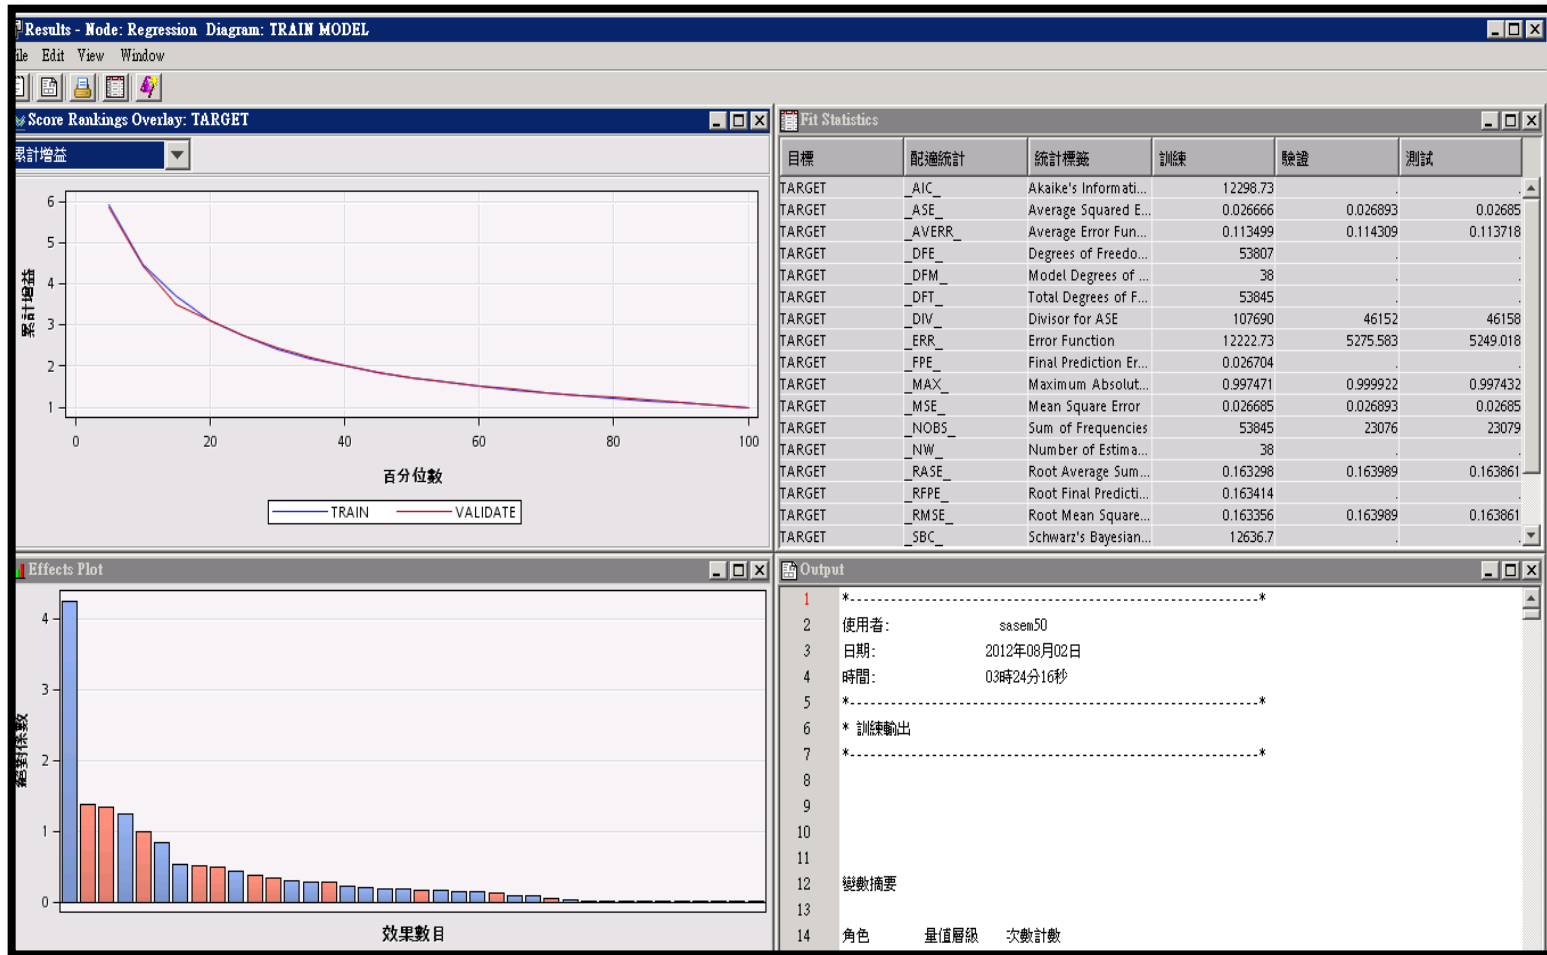 Results - Node: Regression Diagram: TRAIN MODEL
File Edit View Window
Score Rankings Overlay: TARGET
累計增益
6
5
4
3
2
1
累計增益
0 20 40 60 80 100
百分位數
TRAIN VALIDATE
Fit Statistics
目標 配適統計 統計標籤 訓練 驗證 測試
TARGET _AIC_ Akaike's Informati... 12298.73 . .
TARGET _ASE_ Average Squared E... 0.026666 0.026893 0.02685
TARGET _AVERR_ Average Error Fun... 0.113499 0.114309 0.113718
TARGET _DFE_ Degrees of Freedo... 53807 . .
TARGET _DFM_ Model Degrees of ... 38 . .
TARGET _DFT_ Total Degrees of F... 53845 . .
TARGET _DIV_ Divisor for ASE 107690 46152 46158
TARGET _ERR_ Error Function 12222.73 5275.583 5249.018
TARGET _FPE_ Final Prediction Er... 0.026704 . .
TARGET _MAX_ Maximum Absolut... 0.997471 0.999922 0.997432
TARGET _MSE_ Mean Square Error 0.026685 0.026893 0.02685
TARGET _NOBS_ Sum of Frequencies 53845 23076 23079
TARGET _NW_ Number of Estima... 38 . .
TARGET _RASE_ Root Average Sum... 0.163298 0.163989 0.163861
TARGET _RFPE_ Root Final Predicti... 0.163414 . .
TARGET _RMSE_ Root Mean Square... 0.163356 0.163989 0.163861
TARGET _SBC_ Schwarz's Bayesian... 12636.7 . .
Effects Plot
4
3
2
1
0
絕對係數
效果數目
Output
1 *------------------------------------------------------------*
2 使用者: sasem50
3 日期: 2012年08月02日
4 時間: 03時24分16秒
5 *------------------------------------------------------------*
6 * 訓練輸出
7 *------------------------------------------------------------*
8
9
10
11
12 變數摘要
13
14 角色 量值層級 次數計數